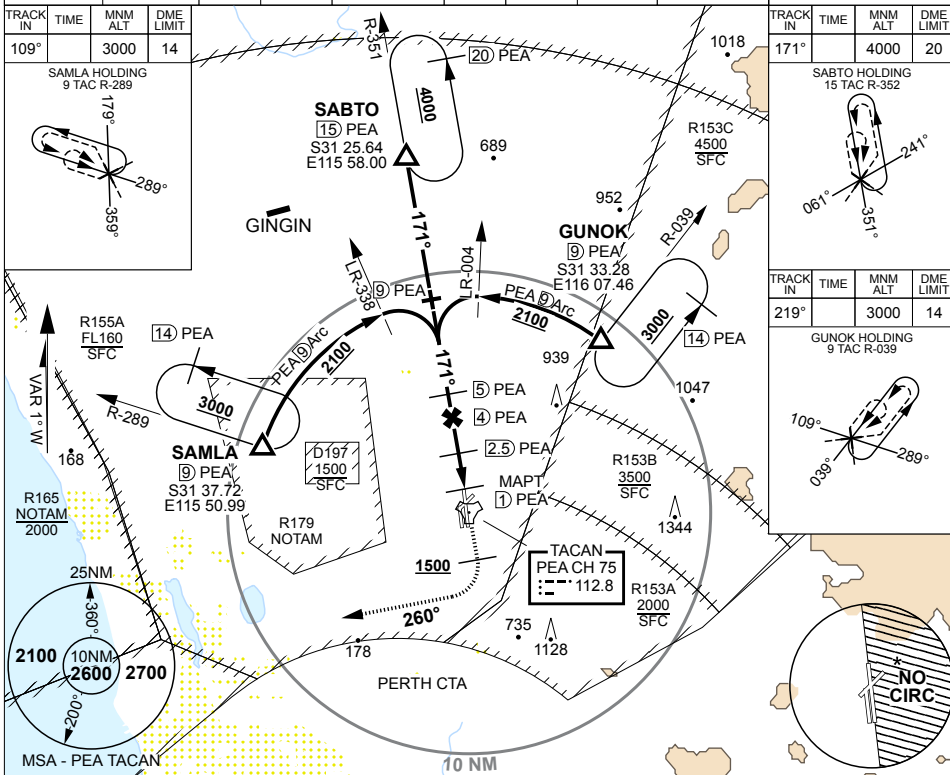 TRACK IN TIME MNM ALT DME LIMIT
109° 3000 14
SAMLA HOLDING
9 TAC R-289
179°
289°
359°
R-351
20 PEA
4000
SABTO
15 PEA
S31 25.64
E115 58.00
689
1018
R153C
4500
SFC
952
GINGIN
171°
GUNOK
9 PEA
S31 33.28
E116 07.46
R-039
LR-338
9 PEA
LR-004
PEA 9 Arc
2100
PEA 9 Arc
2100
3000
14 PEA
939
1047
TRACK IN TIME MNM ALT DME LIMIT
171° 4000 20
SABTO HOLDING
15 TAC R-352
241°
061°
351°
TRACK IN TIME MNM ALT DME LIMIT
219° 3000 14
GUNOK HOLDING
9 TAC R-039
109°
289°
039°
VAR 1° W
R155A
FL160
SFC
14 PEA
3000
R-289
SAMLA
9 PEA
S31 37.72
E115 50.99
168
R165
NOTAM
2000
D197
1500
SFC
R179
NOTAM
171°
5 PEA
4 PEA
2.5 PEA
MAPT
1 PEA
R153B
3500
SFC
1344
TACAN
PEA CH 75
112.8
R153A
2000
SFC
1500
260°
735
1128
178
PERTH CTA
10 NM
25NM
360°
2100
10NM
2600
2700
200°
MSA - PEA TACAN
*
NO
CIRC